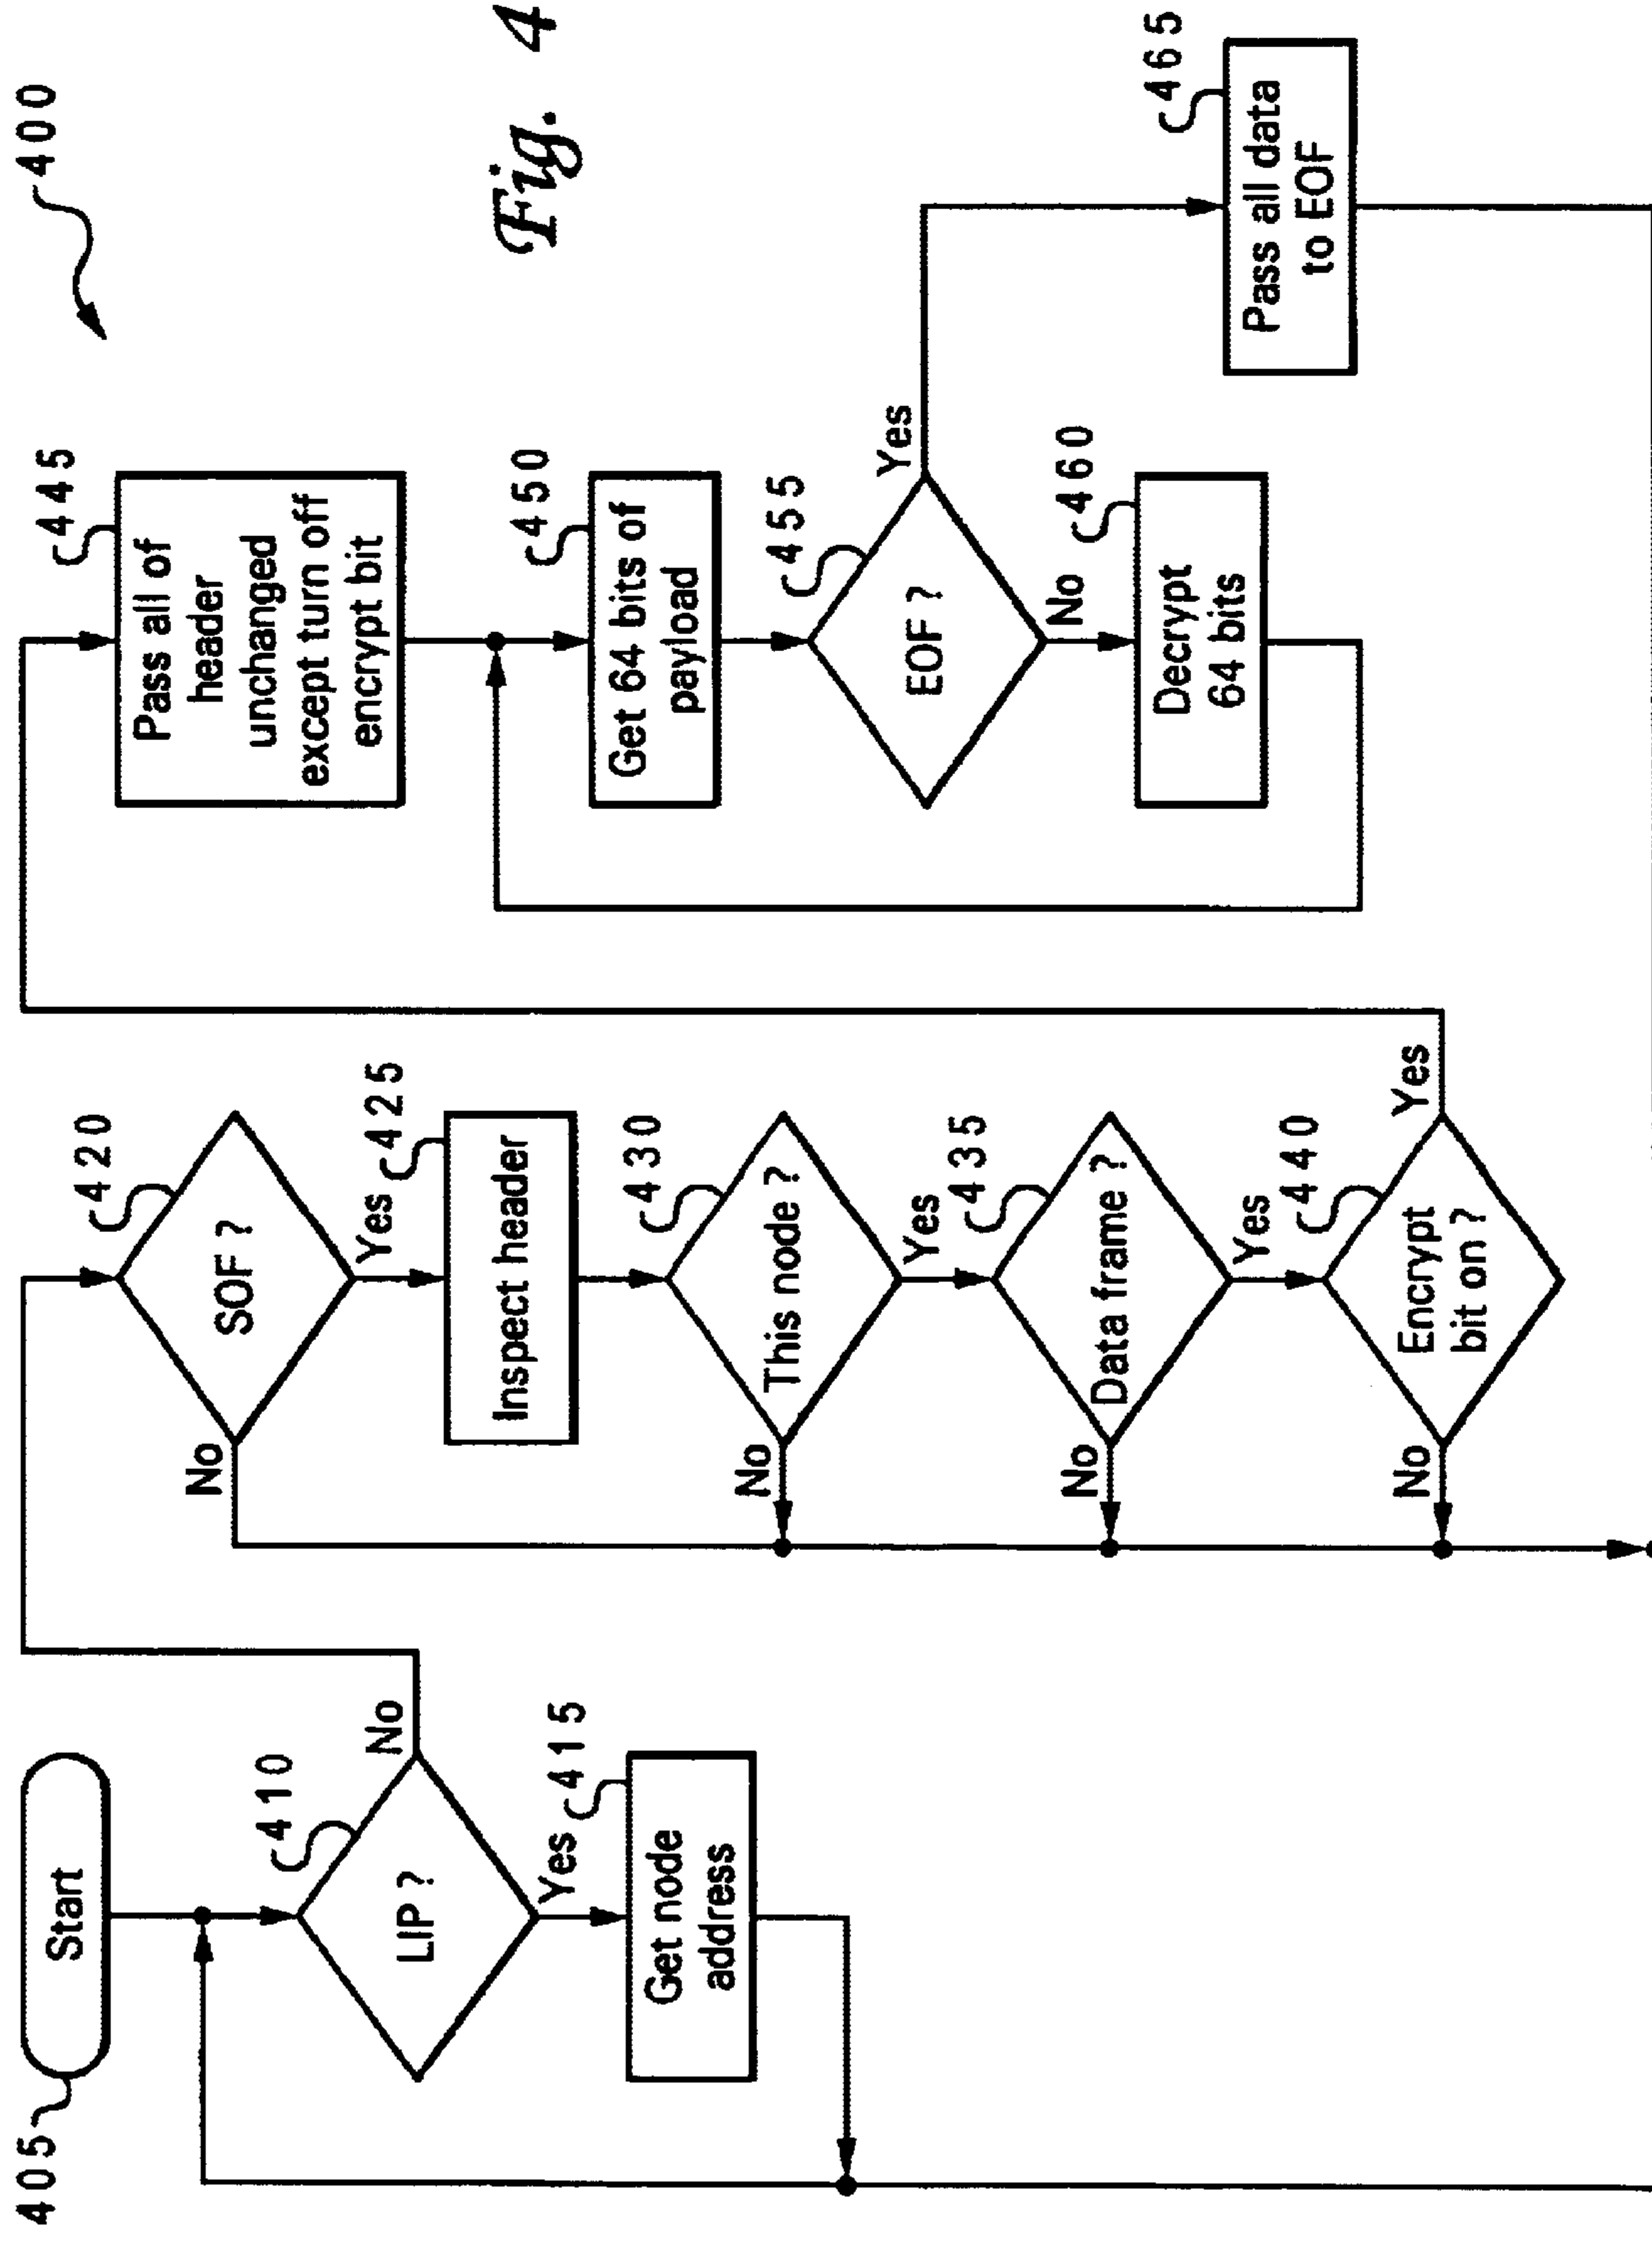 400
Fig. 4
405
Start
410
LIP ?
No
Yes
415
Get node
address
420
SOF ?
No
Yes
425
Inspect header
430
This node ?
No
Yes
435
Data frame ?
No
Yes
440
Encrypt
bit on ?
No
Yes
445
Pass all of
header
unchanged
except turn off
encrypt bit
450
Get 64 bits of
payload
455
EOF ?
Yes
No
460
Decrypt
64 bits
465
Pass all data
to EOF